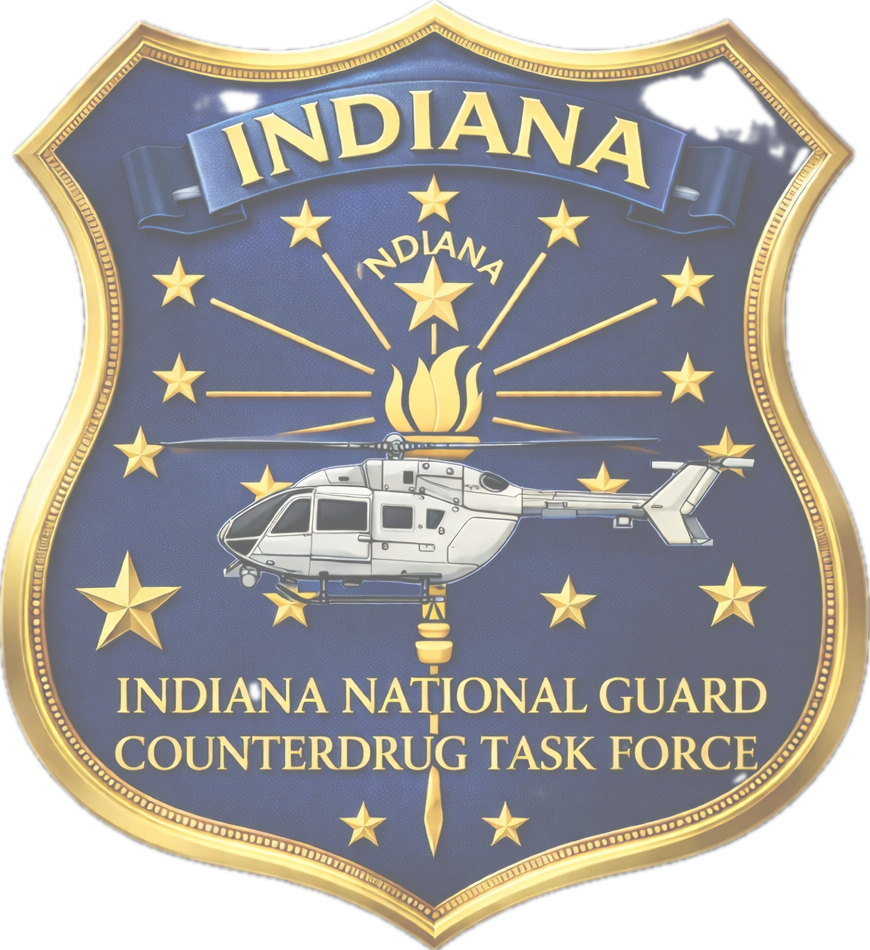 INDIANA
NDIANA
INDIANA NATIONAL GUARD
COUNTERDRUG TASK FORCE